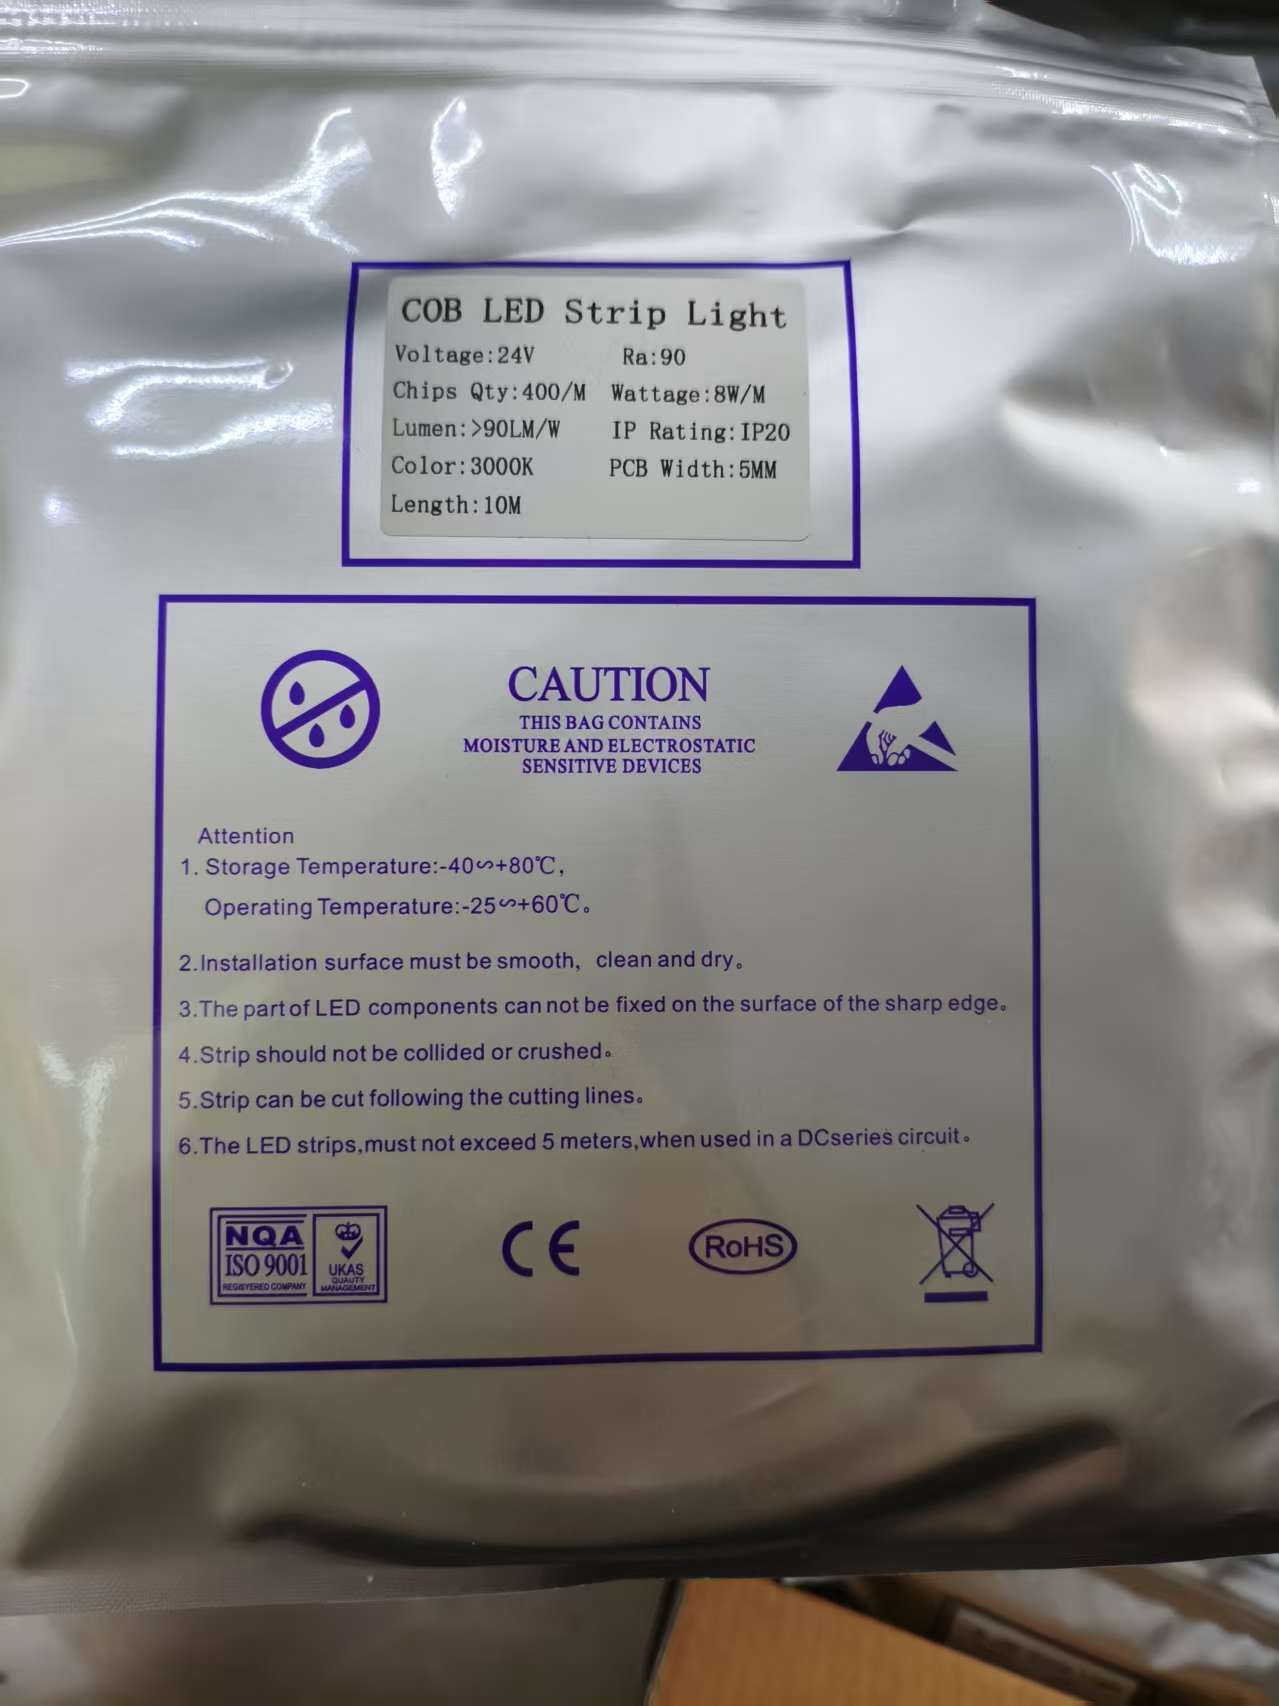 COB LED Strip Light
Voltage:24V Ra:90
Chips Qty:400/M Wattage:8W/M
Lumen:>90LM/W IP Rating:IP20
Color:3000K PCB Width:5MM
Length:10M
CAUTION
THIS BAG CONTAINS
MOISTURE AND ELECTROSTATIC
SENSITIVE DEVICES
Attention
1. Storage Temperature:-40∽+80℃,
Operating Temperature:-25∽+60℃。
2.Installation surface must be smooth, clean and dry。
3.The part of LED components can not be fixed on the surface of the sharp edge。
4.Strip should not be collided or crushed。
5.Strip can be cut following the cutting lines。
6.The LED strips,must not exceed 5 meters,when used in a DCseries circuit。
NQA
ISO 9001
REGISYERED COMPANY
UKAS
QUAUTY
MANAGEMENT
CE
RoHS